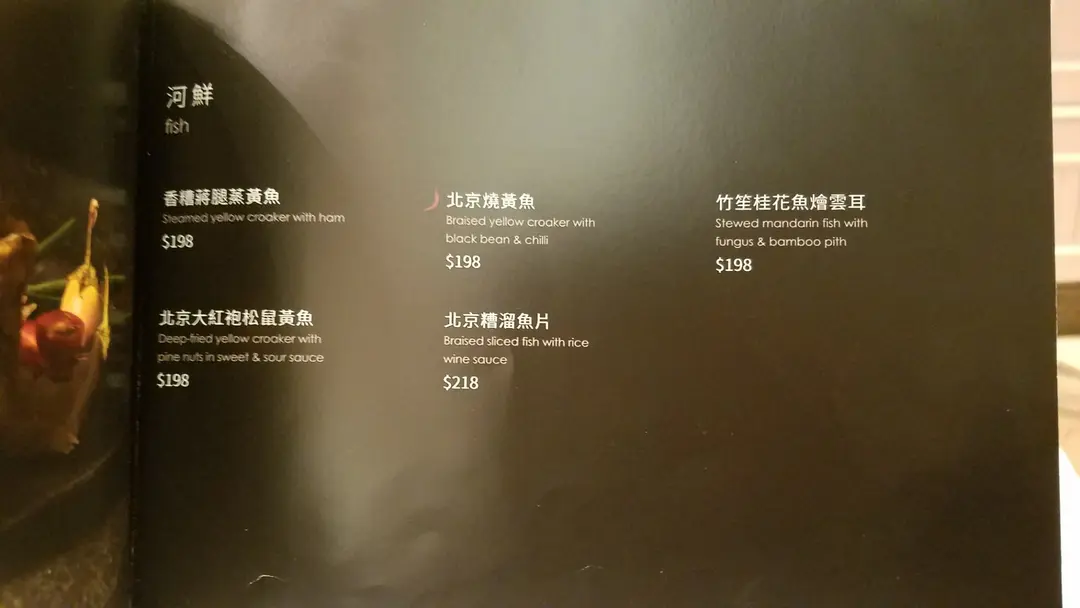 河鮮
fish
香糟蔣腿蒸黃魚
Steamed yellow croaker with ham
$198
北京燒黃魚
Braised yellow croaker with
black bean & chilli
$198
竹笙桂花魚燴雲耳
Stewed mandarin fish with
fungus & bamboo pith
$198
北京大紅袍松鼠黃魚
Deep-fried yellow croaker with
pine nuts in sweet & sour sauce
$198
北京糟溜魚片
Braised sliced fish with rice
wine sauce
$218